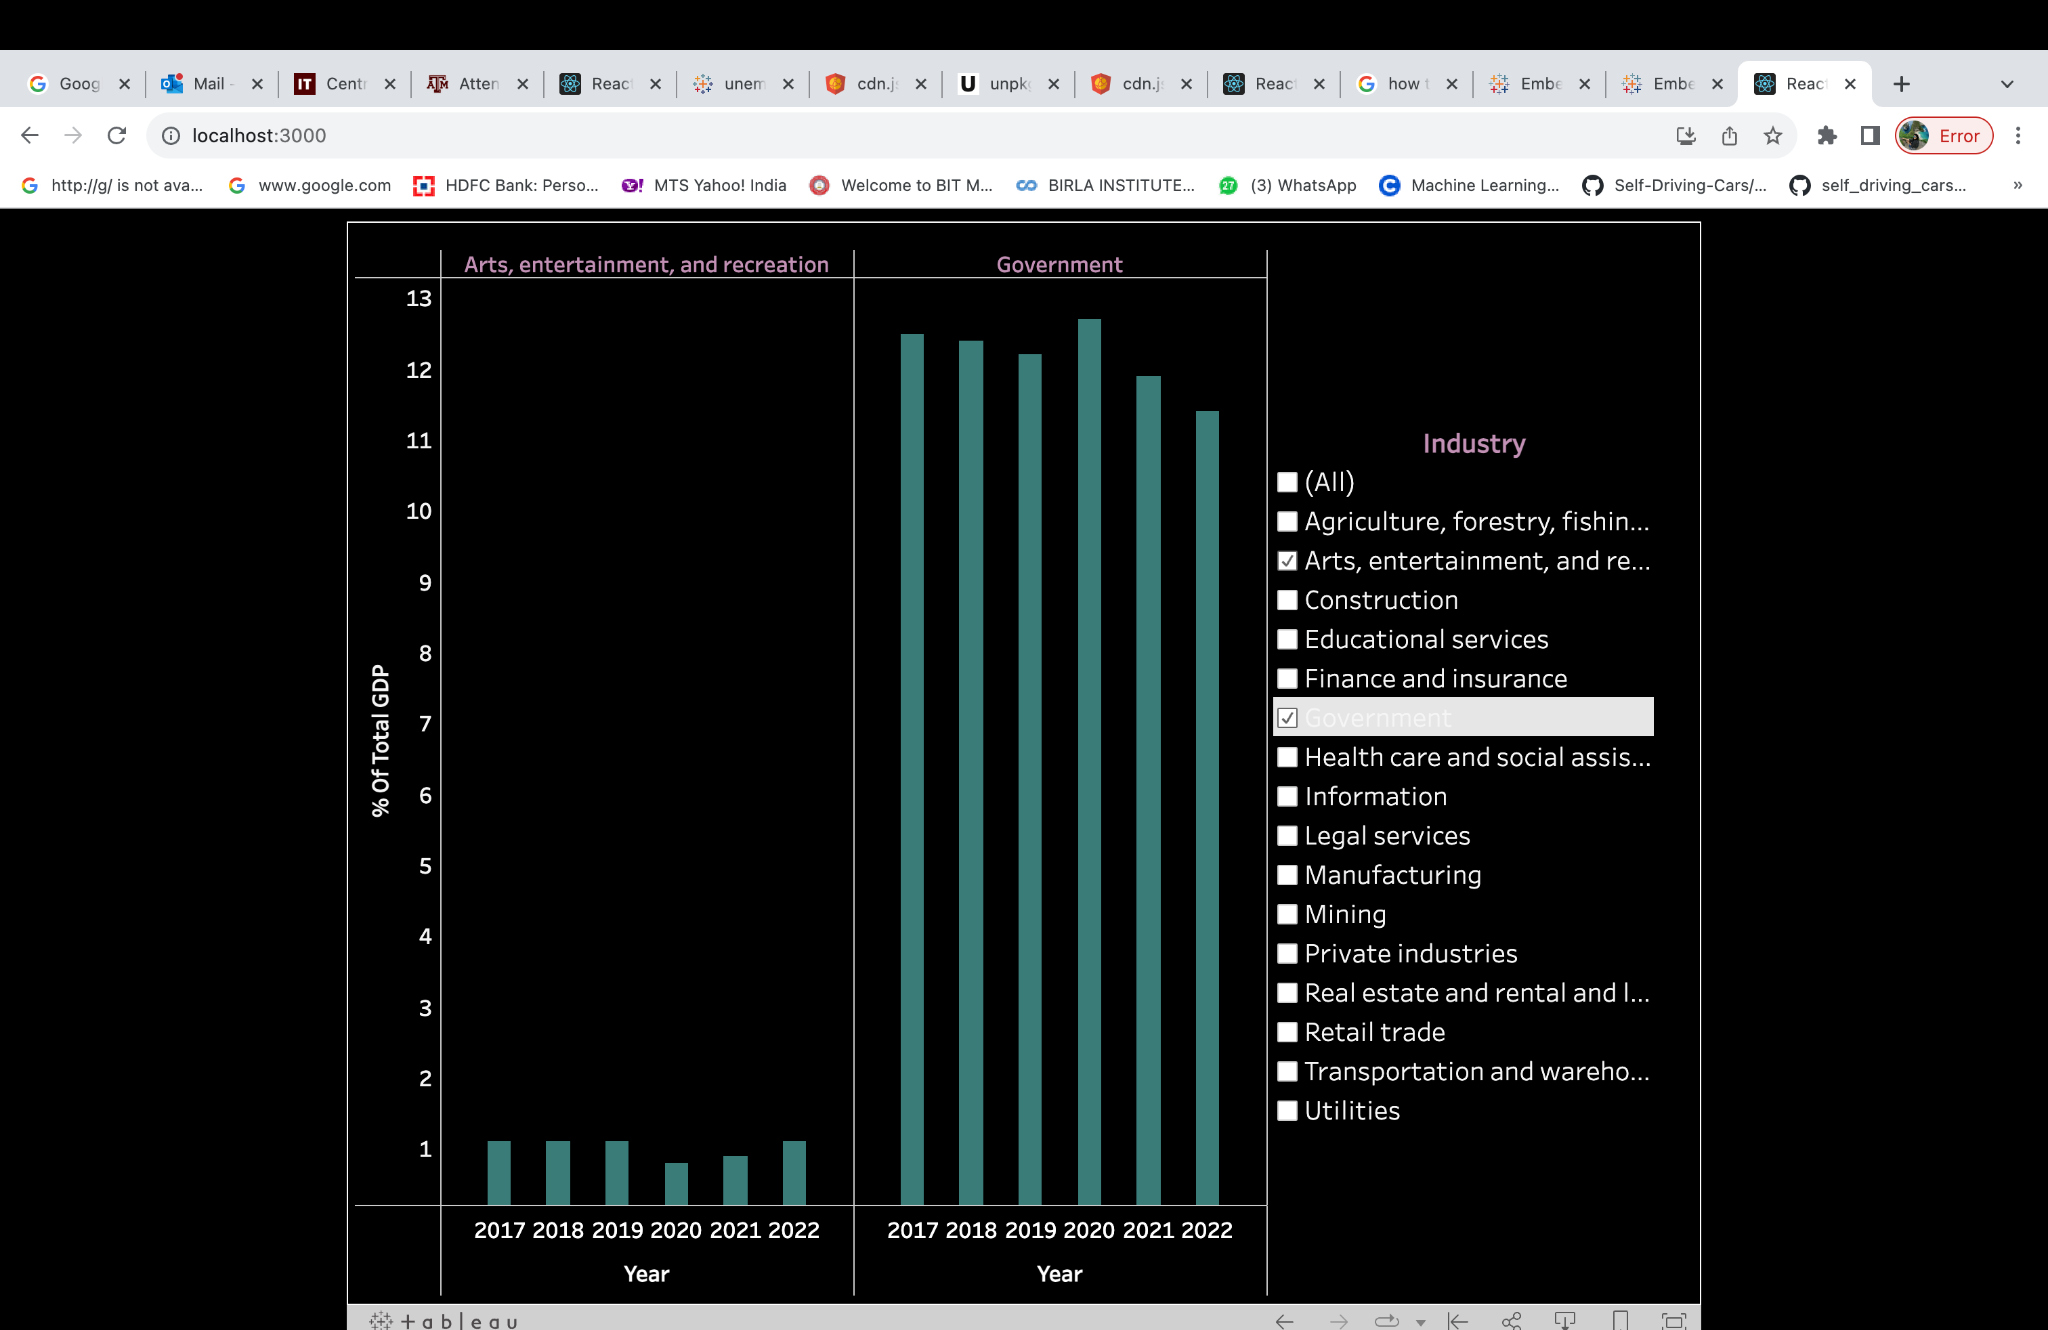 Goog Mail - IT Centr ATM Atten Reac unem cdn.j U unpk cdn.j Reac how t Embe Embe Reac
localhost:3000 Error
http://g/ is not ava... www.google.com HDFC Bank: Perso... MTS Yahoo! India Welcome to BIT M... BIRLA INSTITUTE... 27 (3) WhatsApp Machine Learning... Self-Driving-Cars/... self_driving_cars... »
Arts, entertainment, and recreation Government
13
12
11
10
9
8
7
6
5
4
3
2
1
% Of Total GDP
2017 2018 2019 2020 2021 2022 2017 2018 2019 2020 2021 2022
Year Year
Industry
(All)
Agriculture, forestry, fishin...
Arts, entertainment, and re...
Construction
Educational services
Finance and insurance
Government
Health care and social assis...
Information
Legal services
Manufacturing
Mining
Private industries
Real estate and rental and l...
Retail trade
Transportation and wareho...
Utilities
+ableau